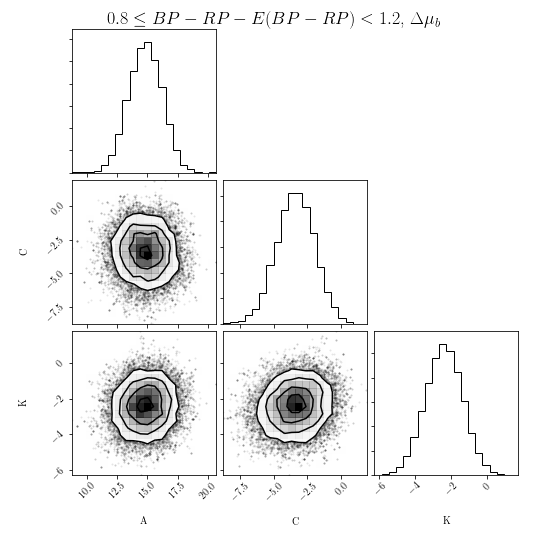 0.8 ≤ BP − RP − E(BP − RP) < 1.2, Δμ_b
C
0.0
−2.5
−5.0
−7.5
K
0
−2
−4
−6
10.0 12.5 15.0 17.5 20.0 −7.5 −5.0 −2.5 0.0 −6 −4 −2 0
A C K